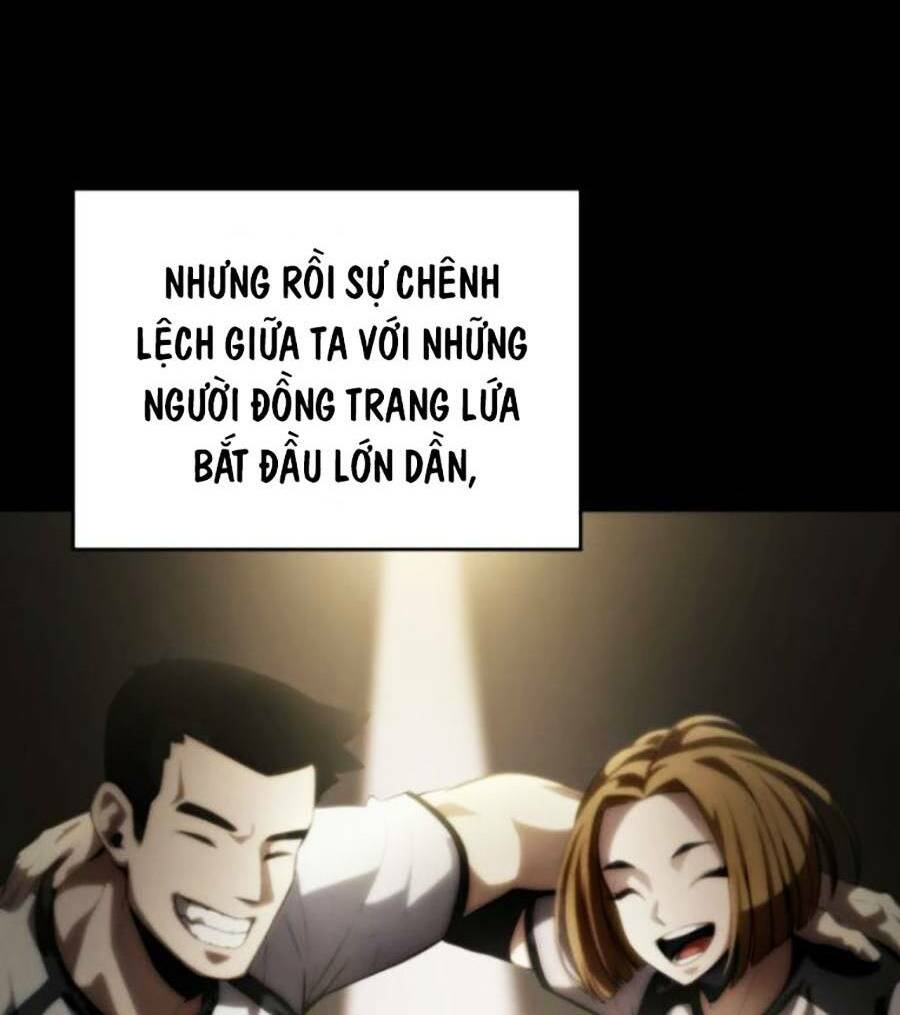 NHƯNG RỒI SỰ CHÊNH
LỆCH GIỮA TA VỚI NHỮNG
NGƯỜI ĐỒNG TRANG LỨA
BẮT ĐẦU LỚN DẦN,